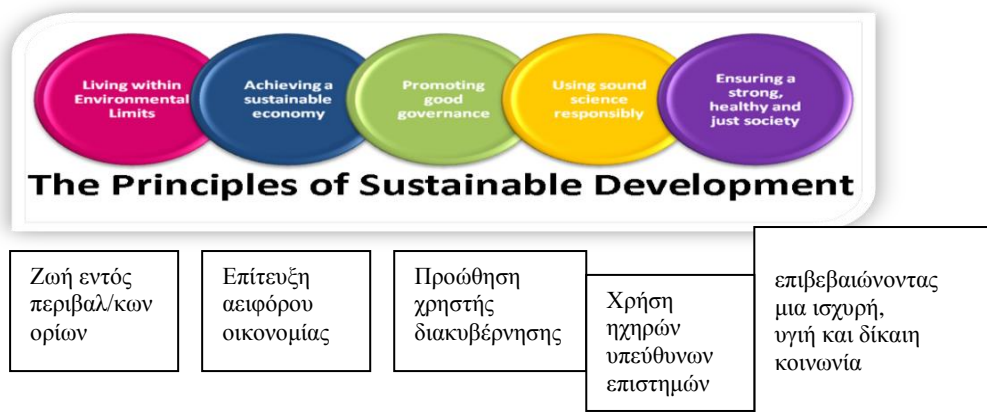 Living within
Environmental
Limits
Achieving a
sustainable
economy
Promoting
good
governance
Using sound
science
responsibly
Ensuring a
strong,
healthy and
just society
The Principles of Sustainable Development
Ζωή εντός
περιβαλ/κων
ορίων
Επίτευξη
αειφόρου
οικονομίας
Προώθηση
χρηστής
διακυβέρνησης
Χρήση
ηχηρών
υπεύθυνων
επιστημών
επιβεβαιώνοντας
μια ισχυρή,
υγιή και δίκαιη
κοινωνία